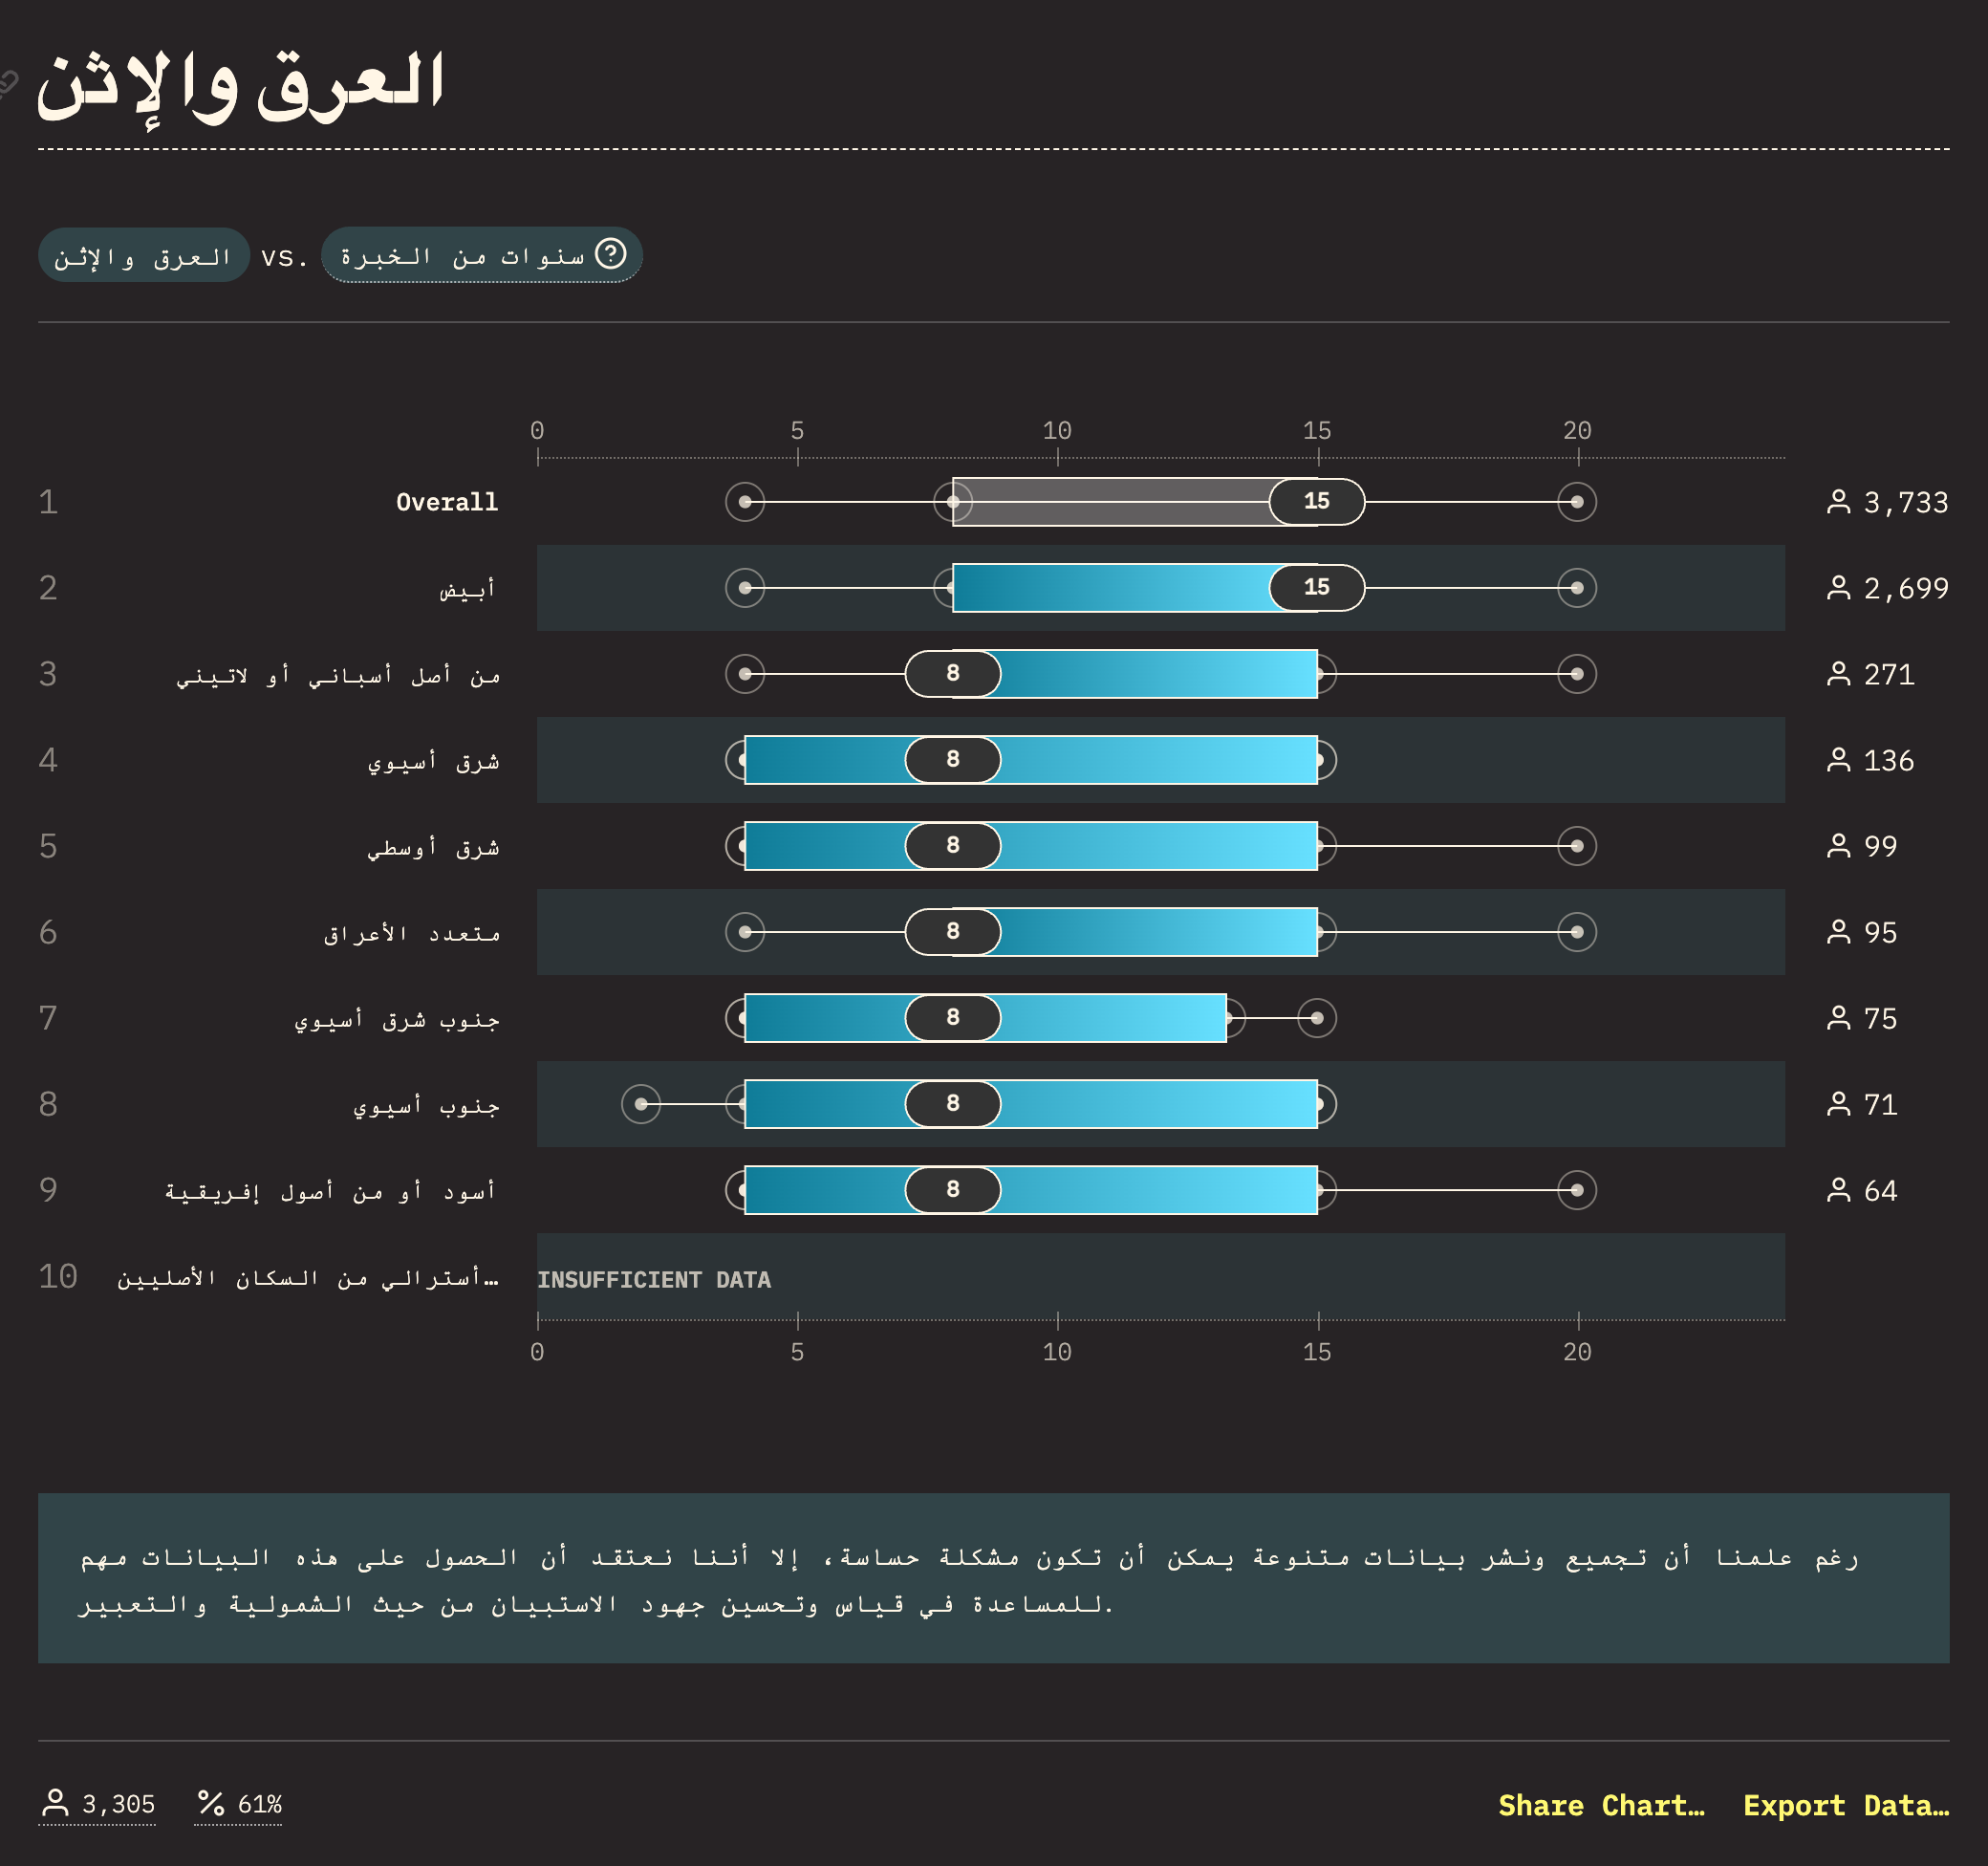 العرق والإثن
العرق والإثن vs. سنوات من الخبرة ?
0 5 10 15 20
1 Overall 15 3,733
2 أبيض 15 2,699
3 من أصل أسباني أو لاتيني 8 271
4 شرق أسيوي 8 136
5 شرق أوسطي 8 99
6 متعدد الأعراق 8 95
7 جنوب شرق أسيوي 8 75
8 جنوب أسيوي 8 71
9 أسود أو من أصول إفريقية 8 64
10 أسترالي من السكان الأصليين… INSUFFICIENT DATA
0 5 10 15 20
رغم علمنا أن تجميع ونشر بيانات متنوعة يمكن أن تكون مشكلة حساسة، إلا أننا نعتقد أن الحصول على هذه البيانات مهم
للمساعدة في قياس وتحسين جهود الاستبيان من حيث الشمولية والتعبير.
3,305 % 61% Share Chart… Export Data…